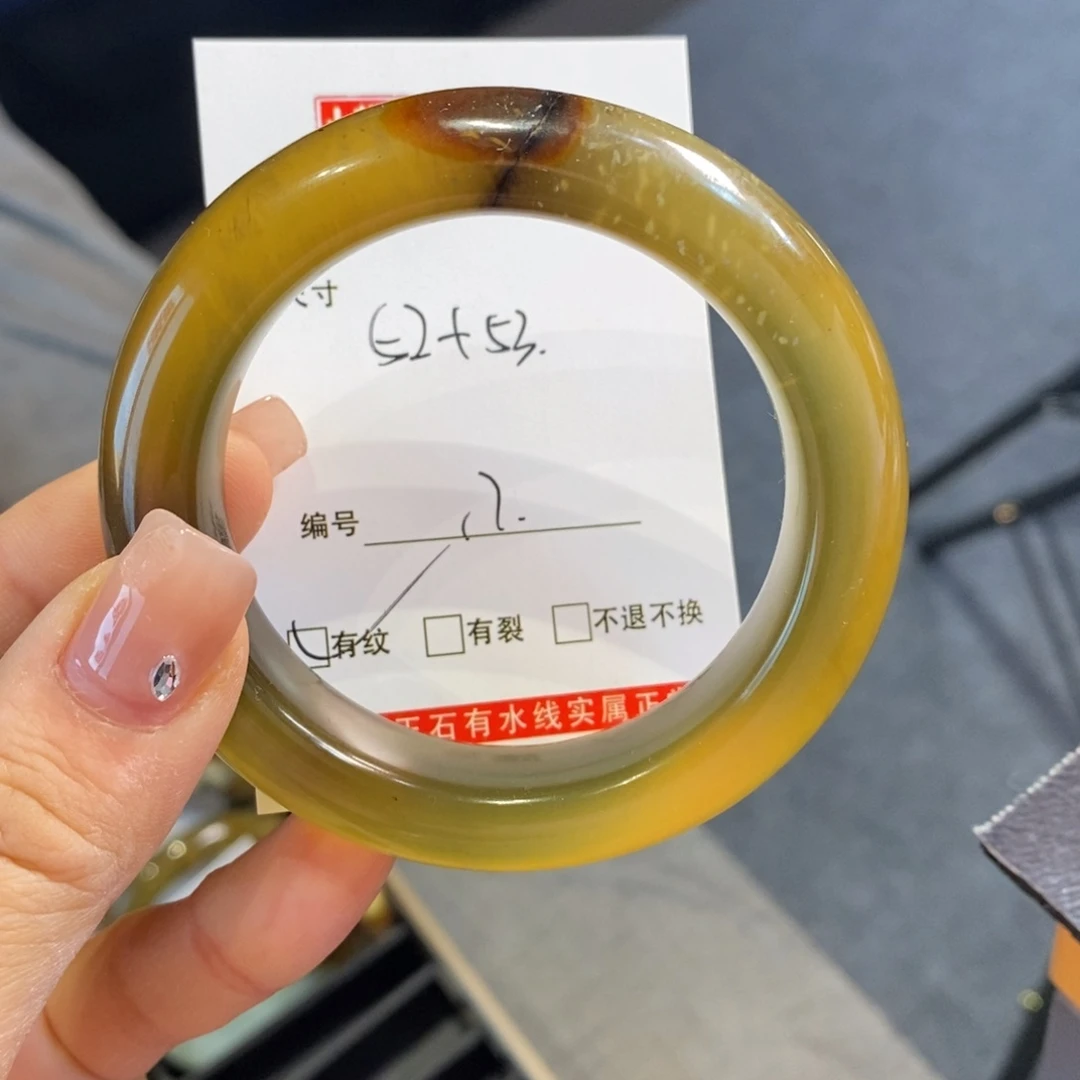 寸
52+53.
编号
有纹 有裂 不退不换
玉石有水线实属正